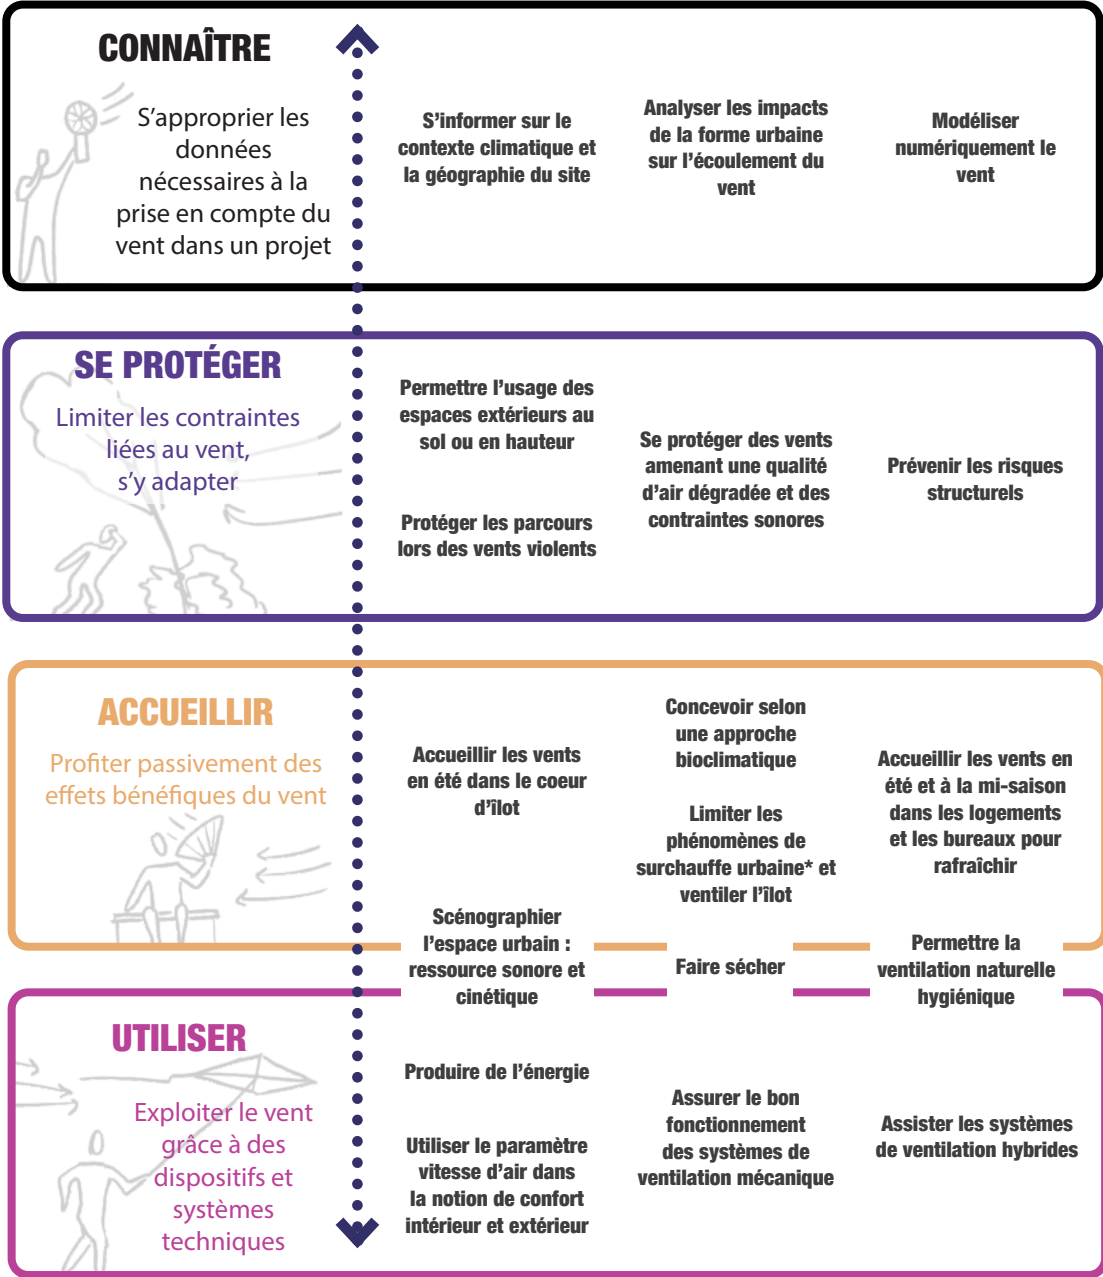 CONNAÎTRE
S'approprier les
données
nécessaires à la
prise en compte du
vent dans un projet
S'informer sur le
contexte climatique et
la géographie du site
Analyser les impacts
de la forme urbaine
sur l'écoulement du
vent
Modéliser
numériquement le
vent
SE PROTÉGER
Limiter les contraintes
liées au vent,
s'y adapter
Permettre l'usage des
espaces extérieurs au
sol ou en hauteur
Protéger les parcours
lors des vents violents
Se protéger des vents
amenant une qualité
d'air dégradée et des
contraintes sonores
Prévenir les risques
structurels
ACCUEILLIR
Profiter passivement des
effets bénéfiques du vent
Accueillir les vents
en été dans le coeur
d'îlot
Concevoir selon
une approche
bioclimatique
Limiter les
phénomènes de
surchauffe urbaine* et
ventiler l'îlot
Accueillir les vents en
été et à la mi-saison
dans les logements
et les bureaux pour
rafraîchir
Scénographier
l'espace urbain :
ressource sonore et
cinétique
Faire sécher
Permettre la
ventilation naturelle
hygiénique
UTILISER
Exploiter le vent
grâce à des
dispositifs et
systèmes
techniques
Produire de l'énergie
Utiliser le paramètre
vitesse d'air dans
la notion de confort
intérieur et extérieur
Assurer le bon
fonctionnement
des systèmes de
ventilation mécanique
Assister les systèmes
de ventilation hybrides